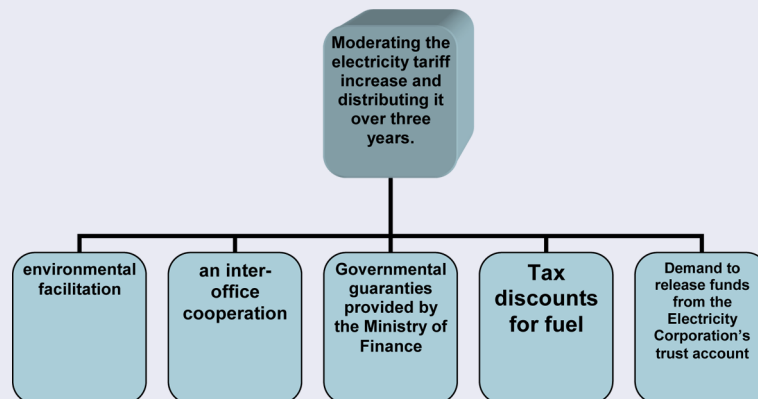 Moderating the
electricity tariff
increase and
distributing it
over three
years.
environmental
facilitation
an inter-
office
cooperation
Governmental
guaranties
provided by
the Ministry of
Finance
Tax
discounts
for fuel
Demand to
release funds
from the
Electricity
Corporation's
trust account